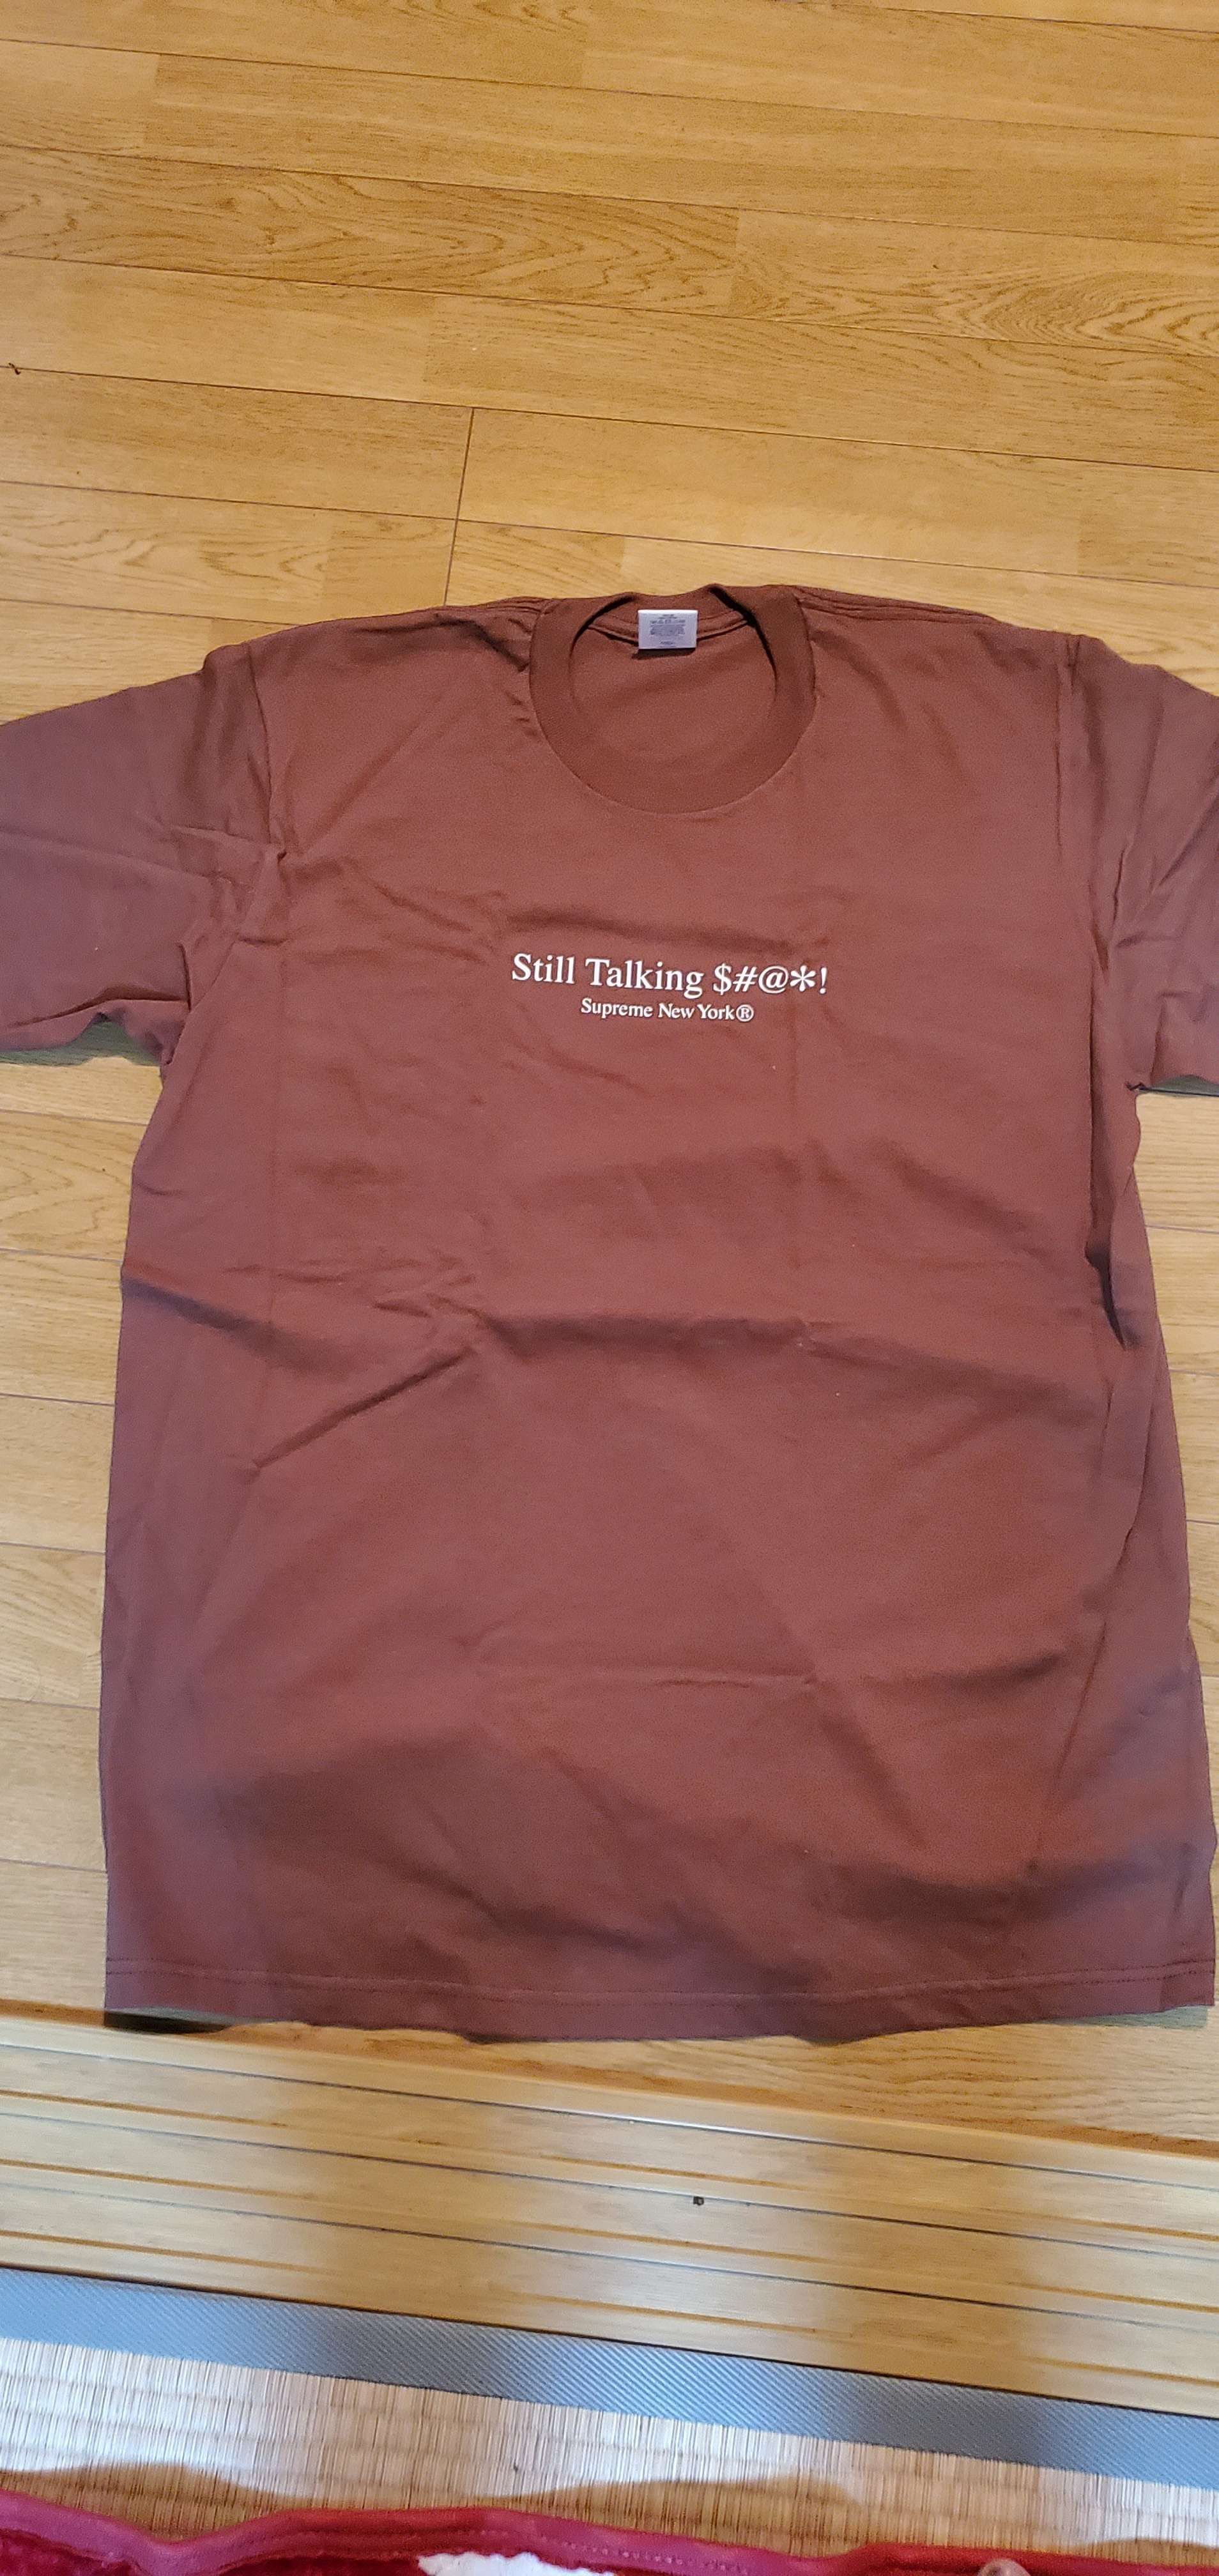 Still Talking $#@*!
Supreme New York®